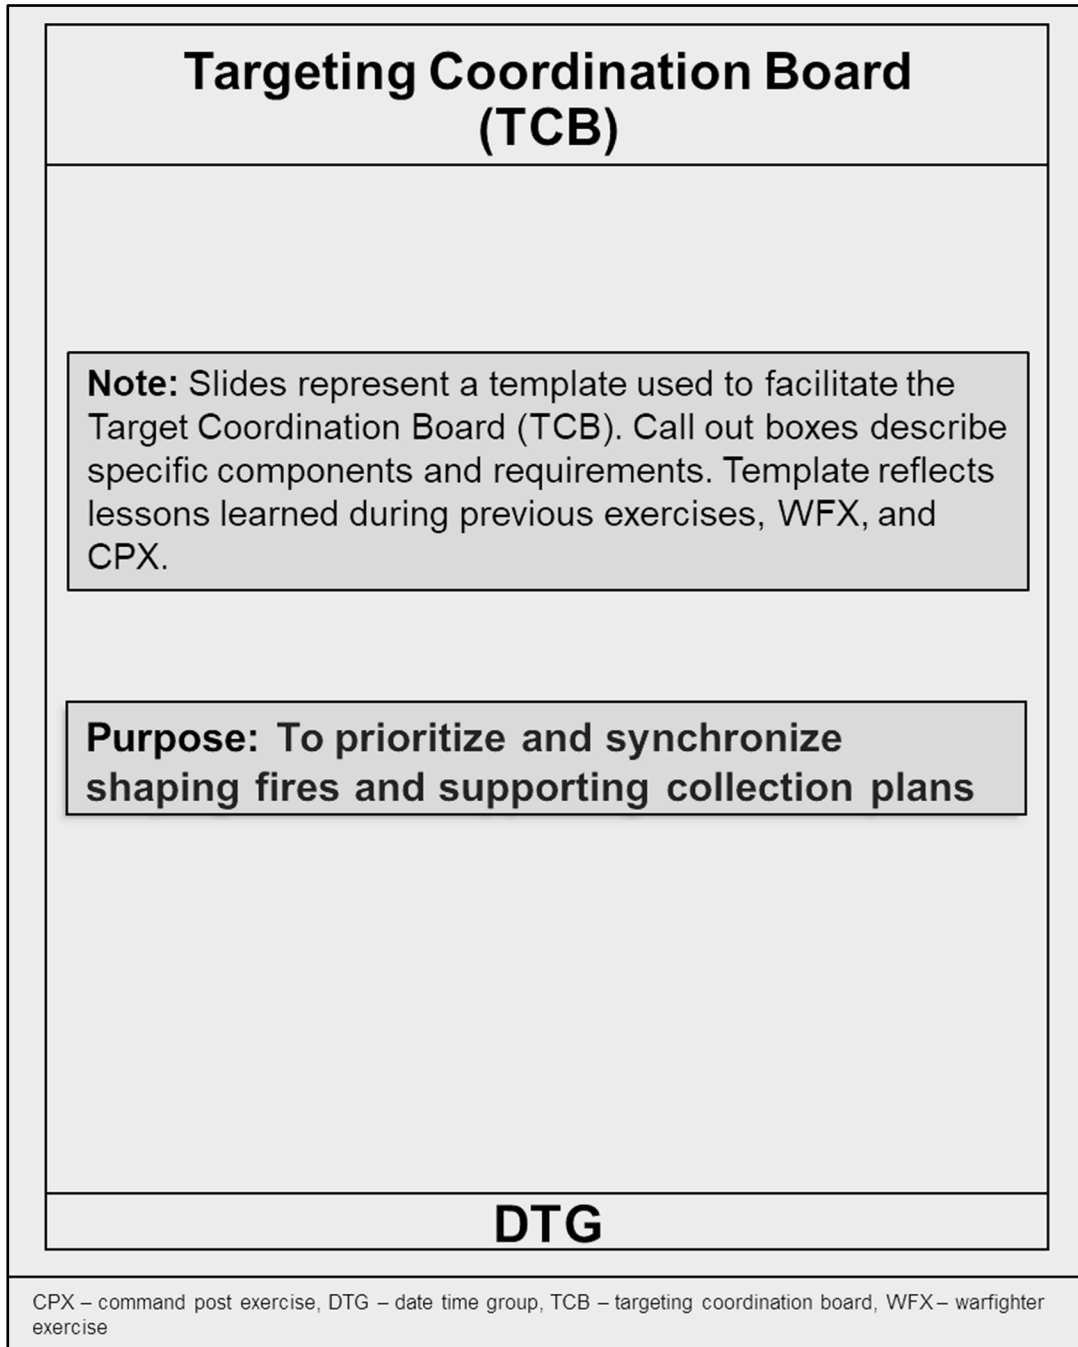 Targeting Coordination Board
(TCB)
Note: Slides represent a template used to facilitate the
Target Coordination Board (TCB). Call out boxes describe
specific components and requirements. Template reflects
lessons learned during previous exercises, WFX, and
CPX.
Purpose: To prioritize and synchronize
shaping fires and supporting collection plans
DTG
CPX – command post exercise, DTG – date time group, TCB – targeting coordination board, WFX – warfighter
exercise